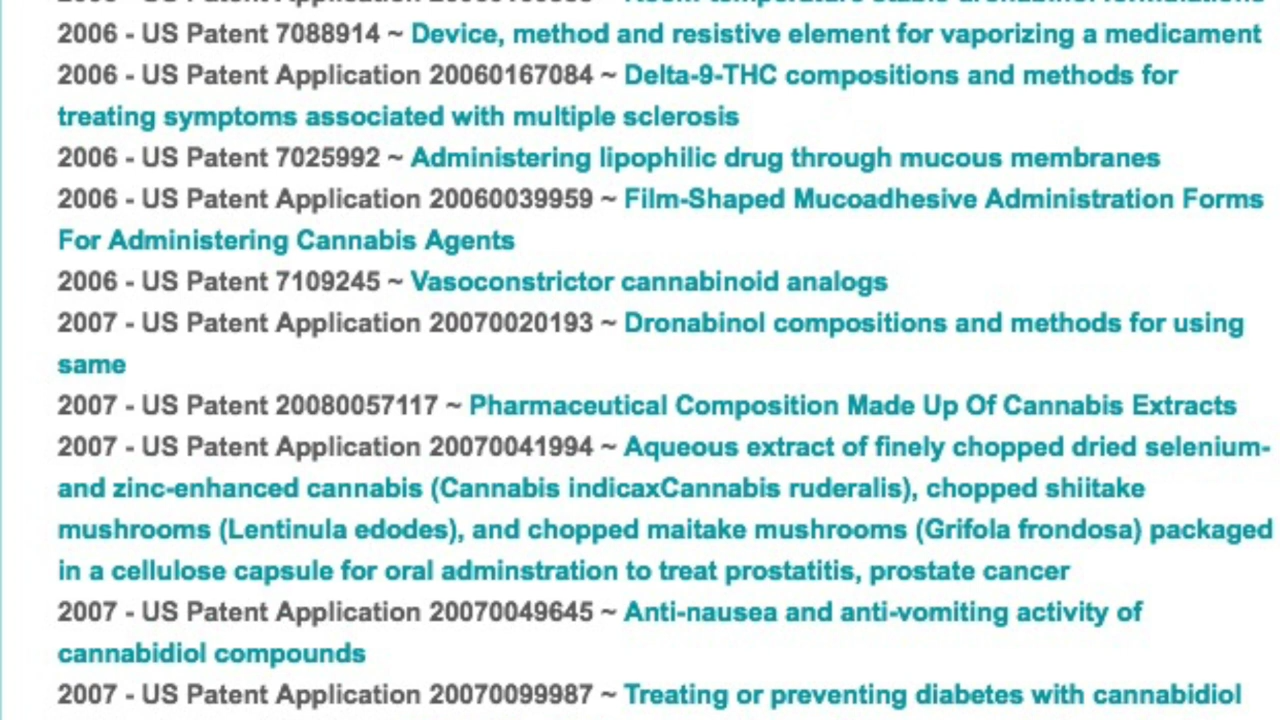 2006 - US Patent 7088914 ~ Device, method and resistive element for vaporizing a medicament
2006 - US Patent Application 20060167084 ~ Delta-9-THC compositions and methods for
treating symptoms associated with multiple sclerosis
2006 - US Patent 7025992 ~ Administering lipophilic drug through mucous membranes
2006 - US Patent Application 20060039959 ~ Film-Shaped Mucoadhesive Administration Forms
For Administering Cannabis Agents
2006 - US Patent 7109245 ~ Vasoconstrictor cannabinoid analogs
2007 - US Patent Application 20070020193 ~ Dronabinol compositions and methods for using
same
2007 - US Patent 20080057117 ~ Pharmaceutical Composition Made Up Of Cannabis Extracts
2007 - US Patent Application 20070041994 ~ Aqueous extract of finely chopped dried selenium-
and zinc-enhanced cannabis (Cannabis indicaxCannabis ruderalis), chopped shiitake
mushrooms (Lentinula edodes), and chopped maitake mushrooms (Grifola frondosa) packaged
in a cellulose capsule for oral adminstration to treat prostatitis, prostate cancer
2007 - US Patent Application 20070049645 ~ Anti-nausea and anti-vomiting activity of
cannabidiol compounds
2007 - US Patent Application 20070099987 ~ Treating or preventing diabetes with cannabidiol